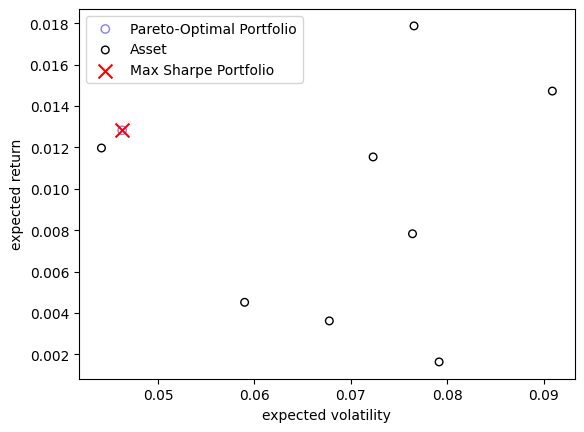 Pareto-Optimal Portfolio
Asset
Max Sharpe Portfolio
expected return
0.018
0.016
0.014
0.012
0.010
0.008
0.006
0.004
0.002
0.05
0.06
0.07
0.08
0.09
expected volatility